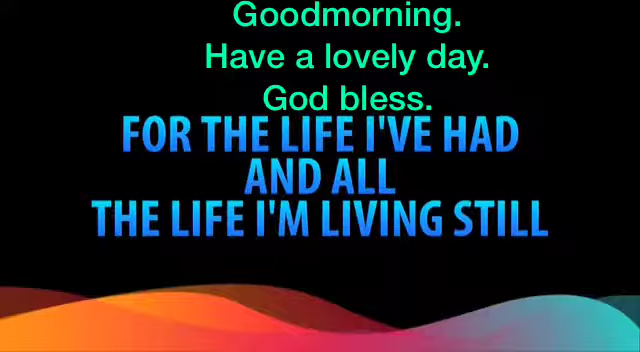 Goodmorning.
Have a lovely day.
God bless.
FOR THE LIFE I'VE HAD
AND ALL
THE LIFE I'M LIVING STILL